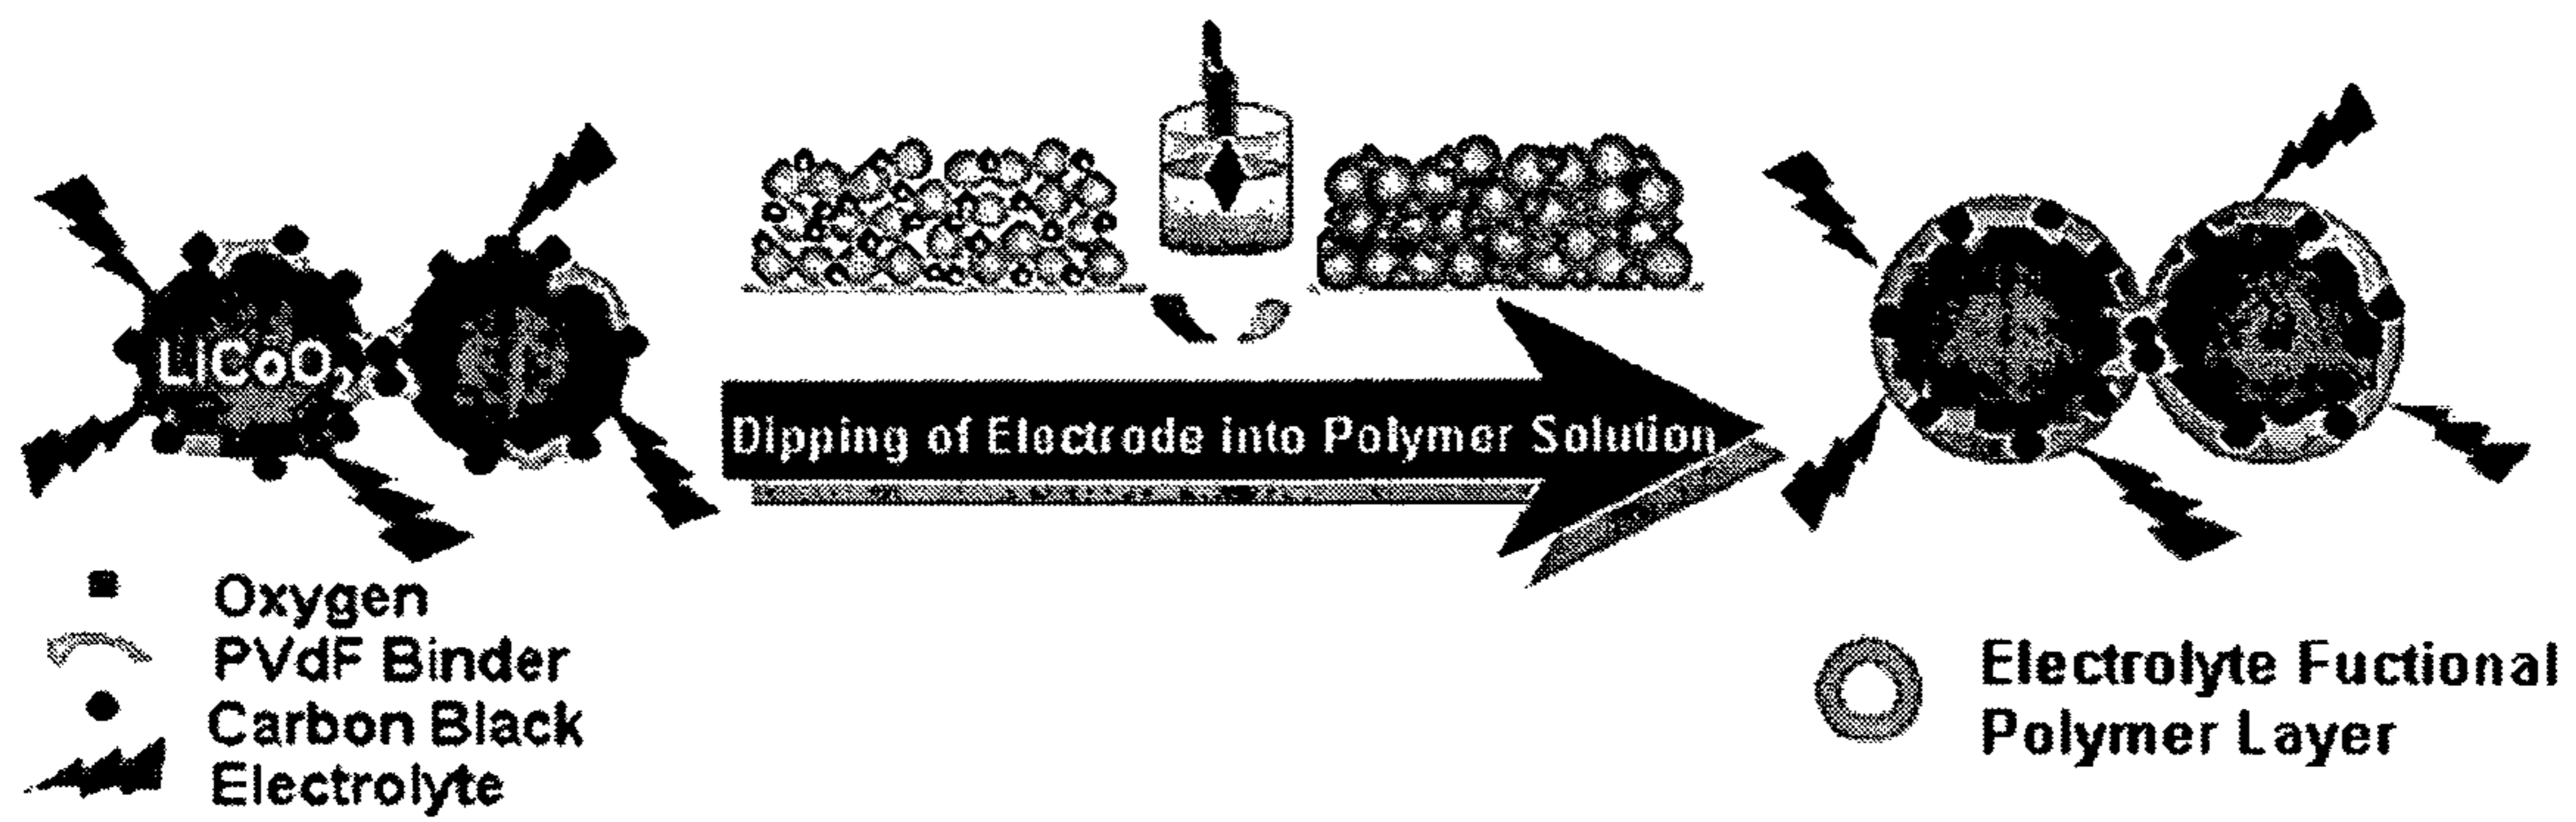 LiCoO2
Dipping of Electrode into Polymer Solution
Oxygen
PVdF Binder
Carbon Black
Electrolyte
Electrolyte Fuctional
Polymer Layer